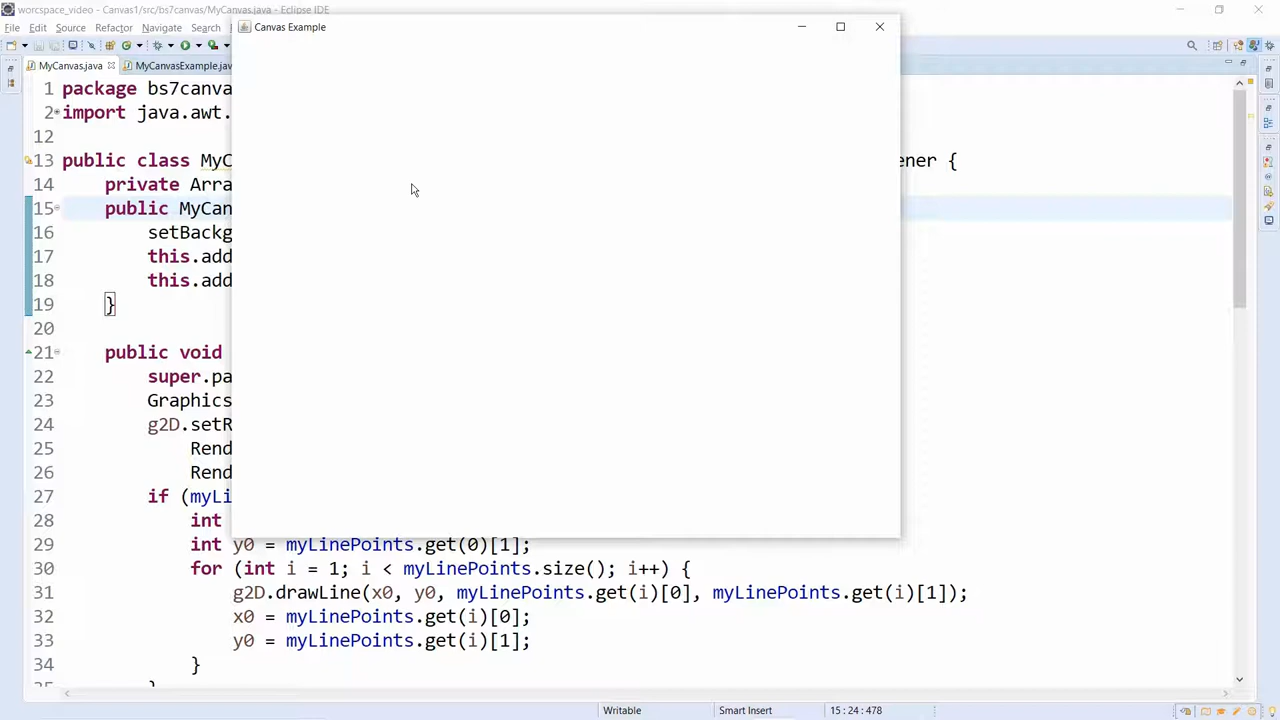 worcspace_video - Canvas1/src/bs7canvas/MyCanvas.java - Eclipse IDE
File Edit Source Refactor Navigate Search
Canvas Example
MyCanvas.java MyCanvasExample.java
1 package bs7canva
2 import java.awt.
12
13 public class MyC ener {
14 private Arra
15 public MyCan
16 setBackg
17 this.add
18 this.add
19 }
20
21 public void
22 super.pa
23 Graphics
24 g2D.setR
25 Rend
26 Rend
27 if (myLi
28 int
29 int y0 = myLinePoints.get(0)[1];
30 for (int i = 1; i < myLinePoints.size(); i++) {
31 g2D.drawLine(x0, y0, myLinePoints.get(i)[0], myLinePoints.get(i)[1]);
32 x0 = myLinePoints.get(i)[0];
33 y0 = myLinePoints.get(i)[1];
34 }
Writable Smart Insert 15 : 24 : 478